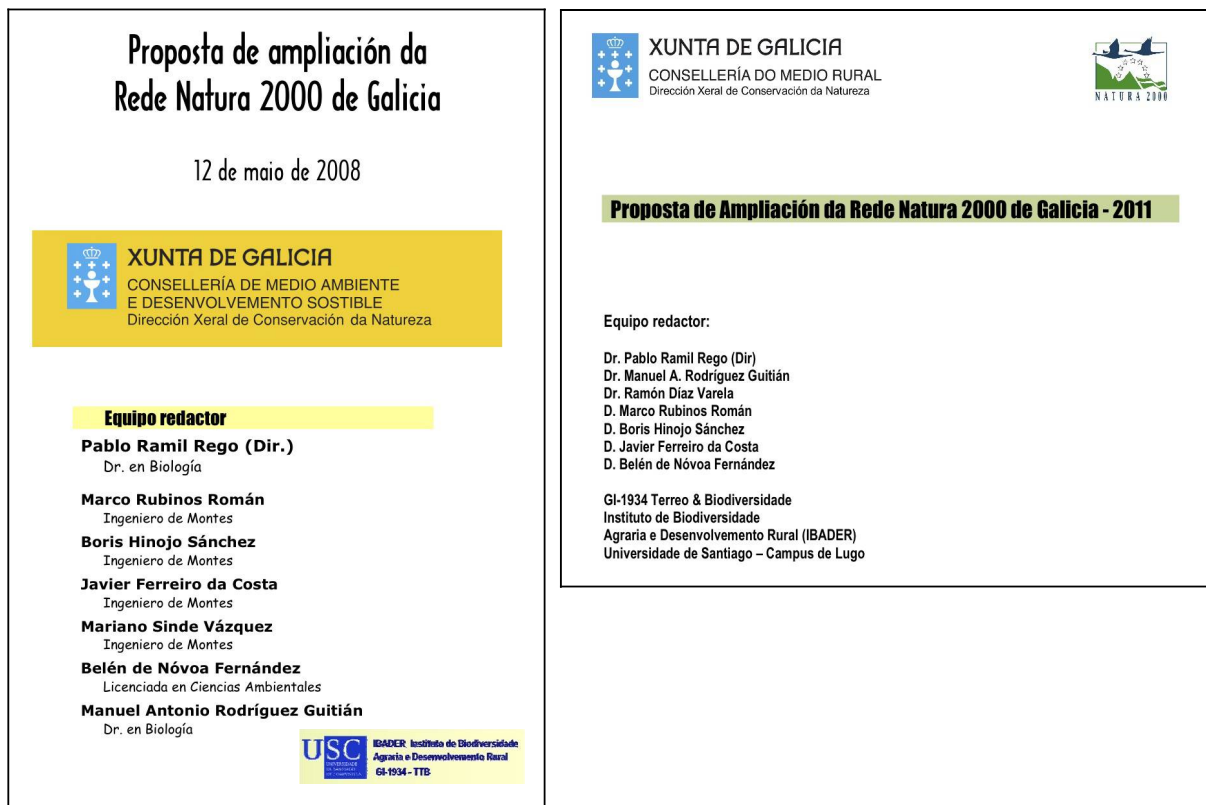 Proposta de ampliación da
Rede Natura 2000 de Galicia
12 de maio de 2008
XUNTA DE GALICIA
CONSELLERÍA DE MEDIO AMBIENTE
E DESENVOLVEMENTO SOSTIBLE
Dirección Xeral de Conservación da Natureza
Equipo redactor
Pablo Ramil Rego (Dir.)
Dr. en Biología
Marco Rubinos Román
Ingeniero de Montes
Boris Hinojo Sánchez
Ingeniero de Montes
Javier Ferreiro da Costa
Ingeniero de Montes
Mariano Sinde Vázquez
Ingeniero de Montes
Belén de Nóvoa Fernández
Licenciada en Ciencias Ambientales
Manuel Antonio Rodríguez Guitián
Dr. en Biología
USC
IBADER Instituto de Biodiversidade
Agraria e Desenvolvemento Rural
GI-1934 - TTB
XUNTA DE GALICIA
CONSELLERÍA DO MEDIO RURAL
Dirección Xeral de Conservación da Natureza
NATURA 2000
Proposta de Ampliación da Rede Natura 2000 de Galicia - 2011
Equipo redactor:
Dr. Pablo Ramil Rego (Dir)
Dr. Manuel A. Rodríguez Guitián
Dr. Ramón Díaz Varela
D. Marco Rubinos Román
D. Boris Hinojo Sánchez
D. Javier Ferreiro da Costa
D. Belén de Nóvoa Fernández
GI-1934 Terreo & Biodiversidade
Instituto de Biodiversidade
Agraria e Desenvolvemento Rural (IBADER)
Universidade de Santiago – Campus de Lugo